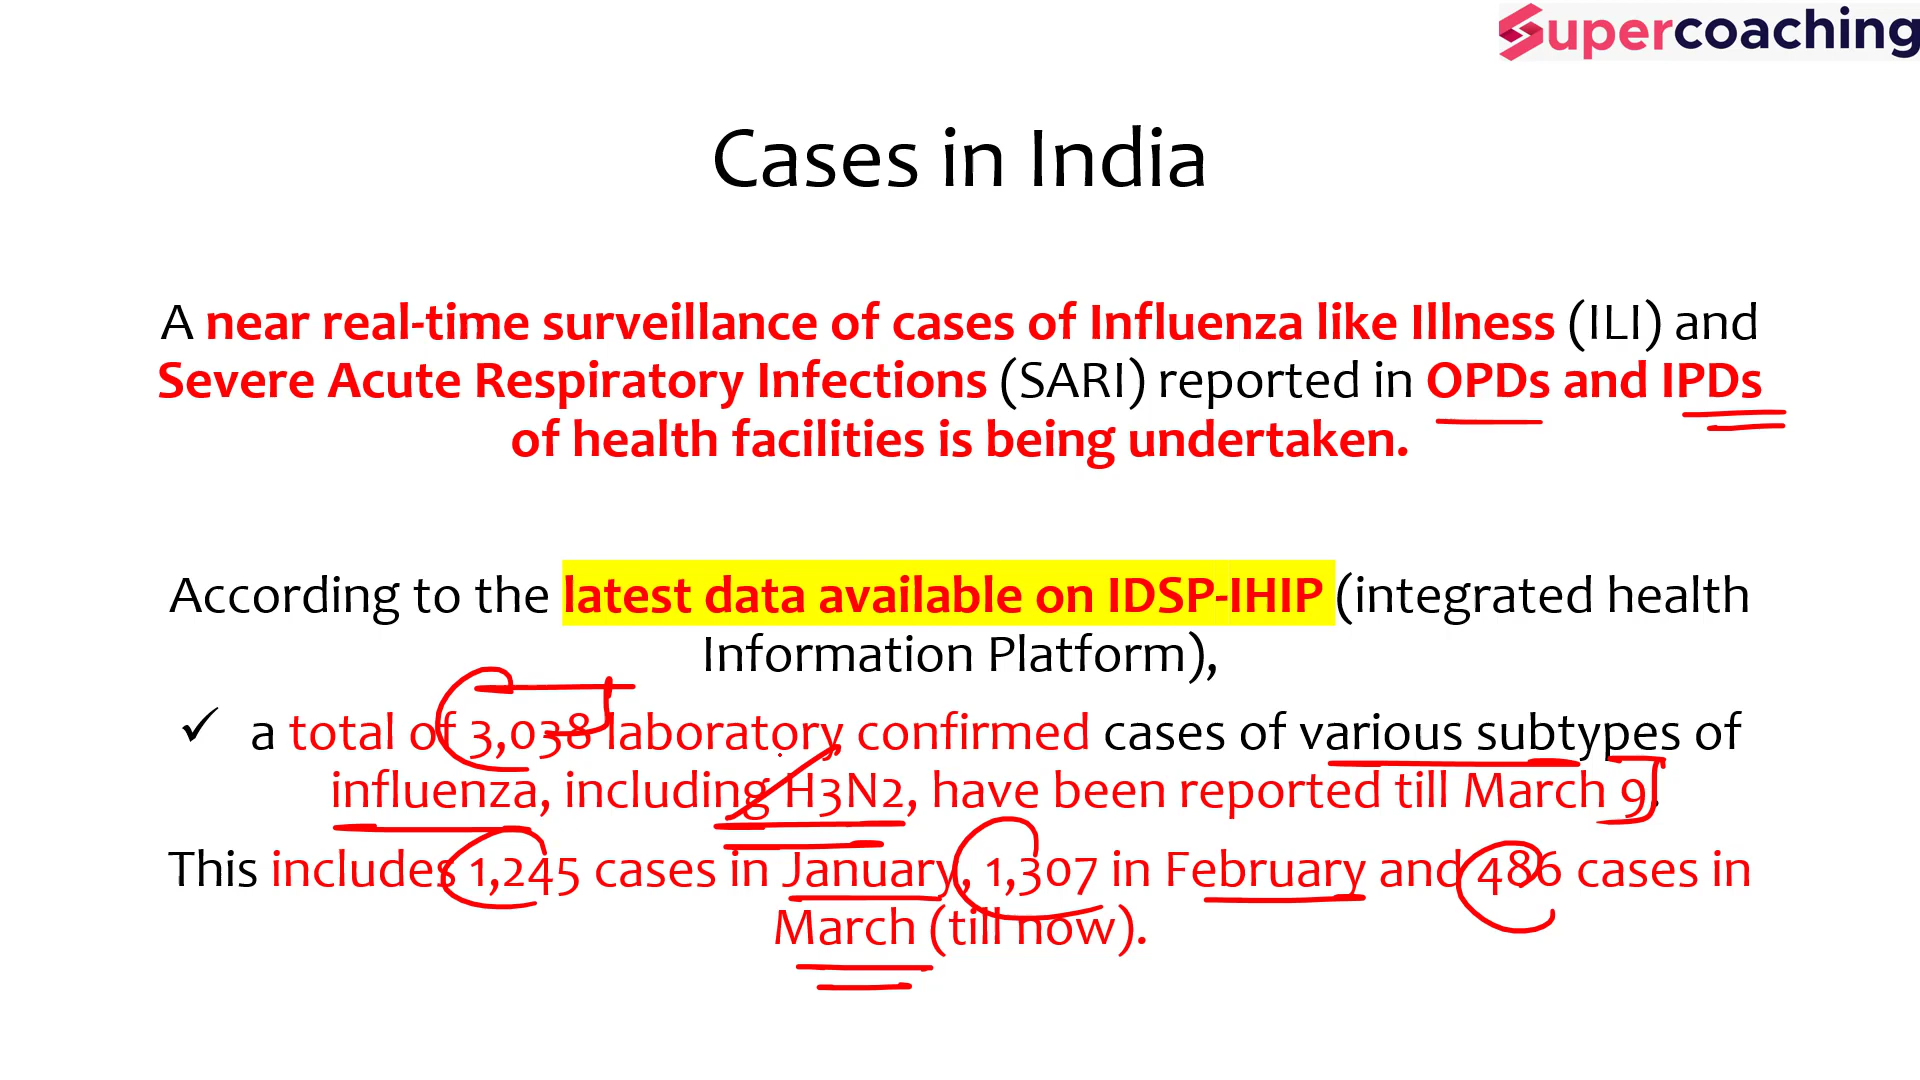 Supercoaching
Cases in India
A near real-time surveillance of cases of Influenza like Illness (ILI) and
Severe Acute Respiratory Infections (SARI) reported in OPDs and IPDs
of health facilities is being undertaken.
According to the latest data available on IDSP-IHIP (integrated health
Information Platform),
✓ a total of 3,038 laboratory confirmed cases of various subtypes of
influenza, including H3N2, have been reported till March 9.
This includes 1,245 cases in January, 1,307 in February and 486 cases in
March (till now).